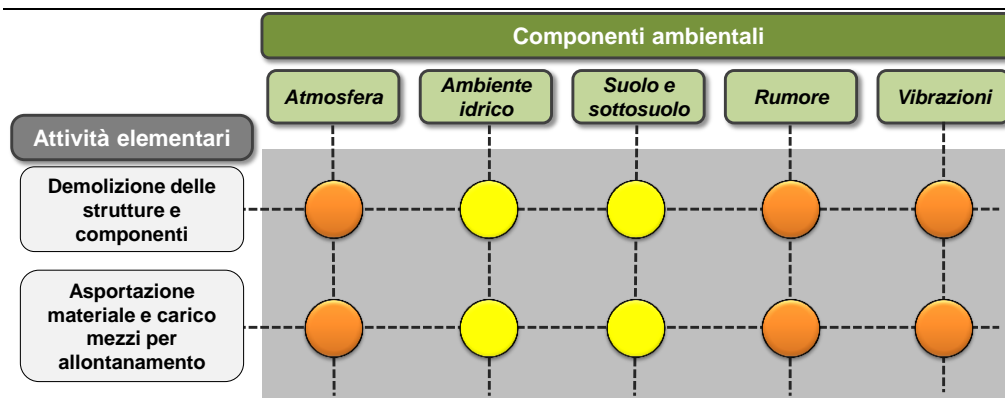 Componenti ambientali
Atmosfera
Ambiente
idrico
Suolo e
sottosuolo
Rumore
Vibrazioni
Attività elementari
Demolizione delle
strutture e
componenti
Asportazione
materiale e carico
mezzi per
allontanamento